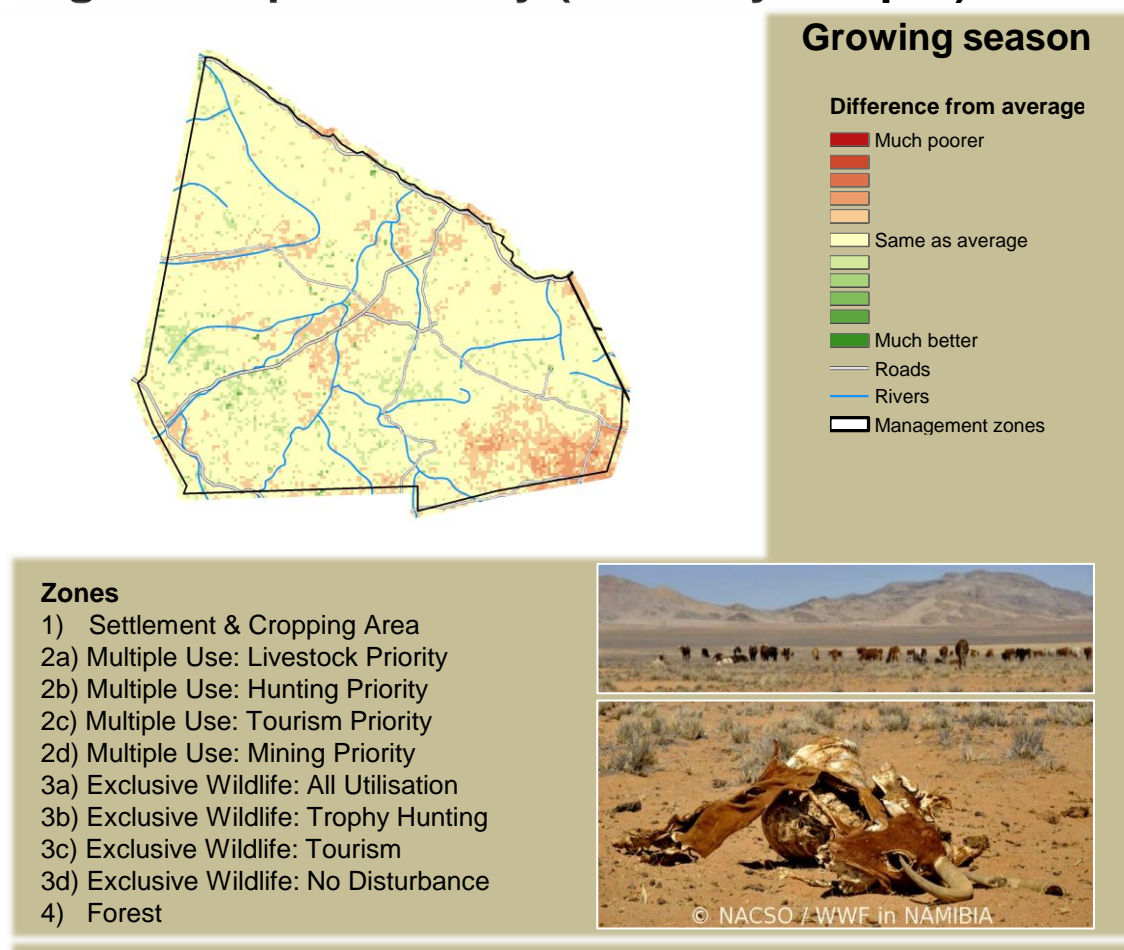 Growing season
Difference from average
Much poorer
Same as average
Much better
Roads
Rivers
Management zones
Zones
1) Settlement & Cropping Area
2a) Multiple Use: Livestock Priority
2b) Multiple Use: Hunting Priority
2c) Multiple Use: Tourism Priority
2d) Multiple Use: Mining Priority
3a) Exclusive Wildlife: All Utilisation
3b) Exclusive Wildlife: Trophy Hunting
3c) Exclusive Wildlife: Tourism
3d) Exclusive Wildlife: No Disturbance
4) Forest
© NACSO / WWF in NAMIBIA